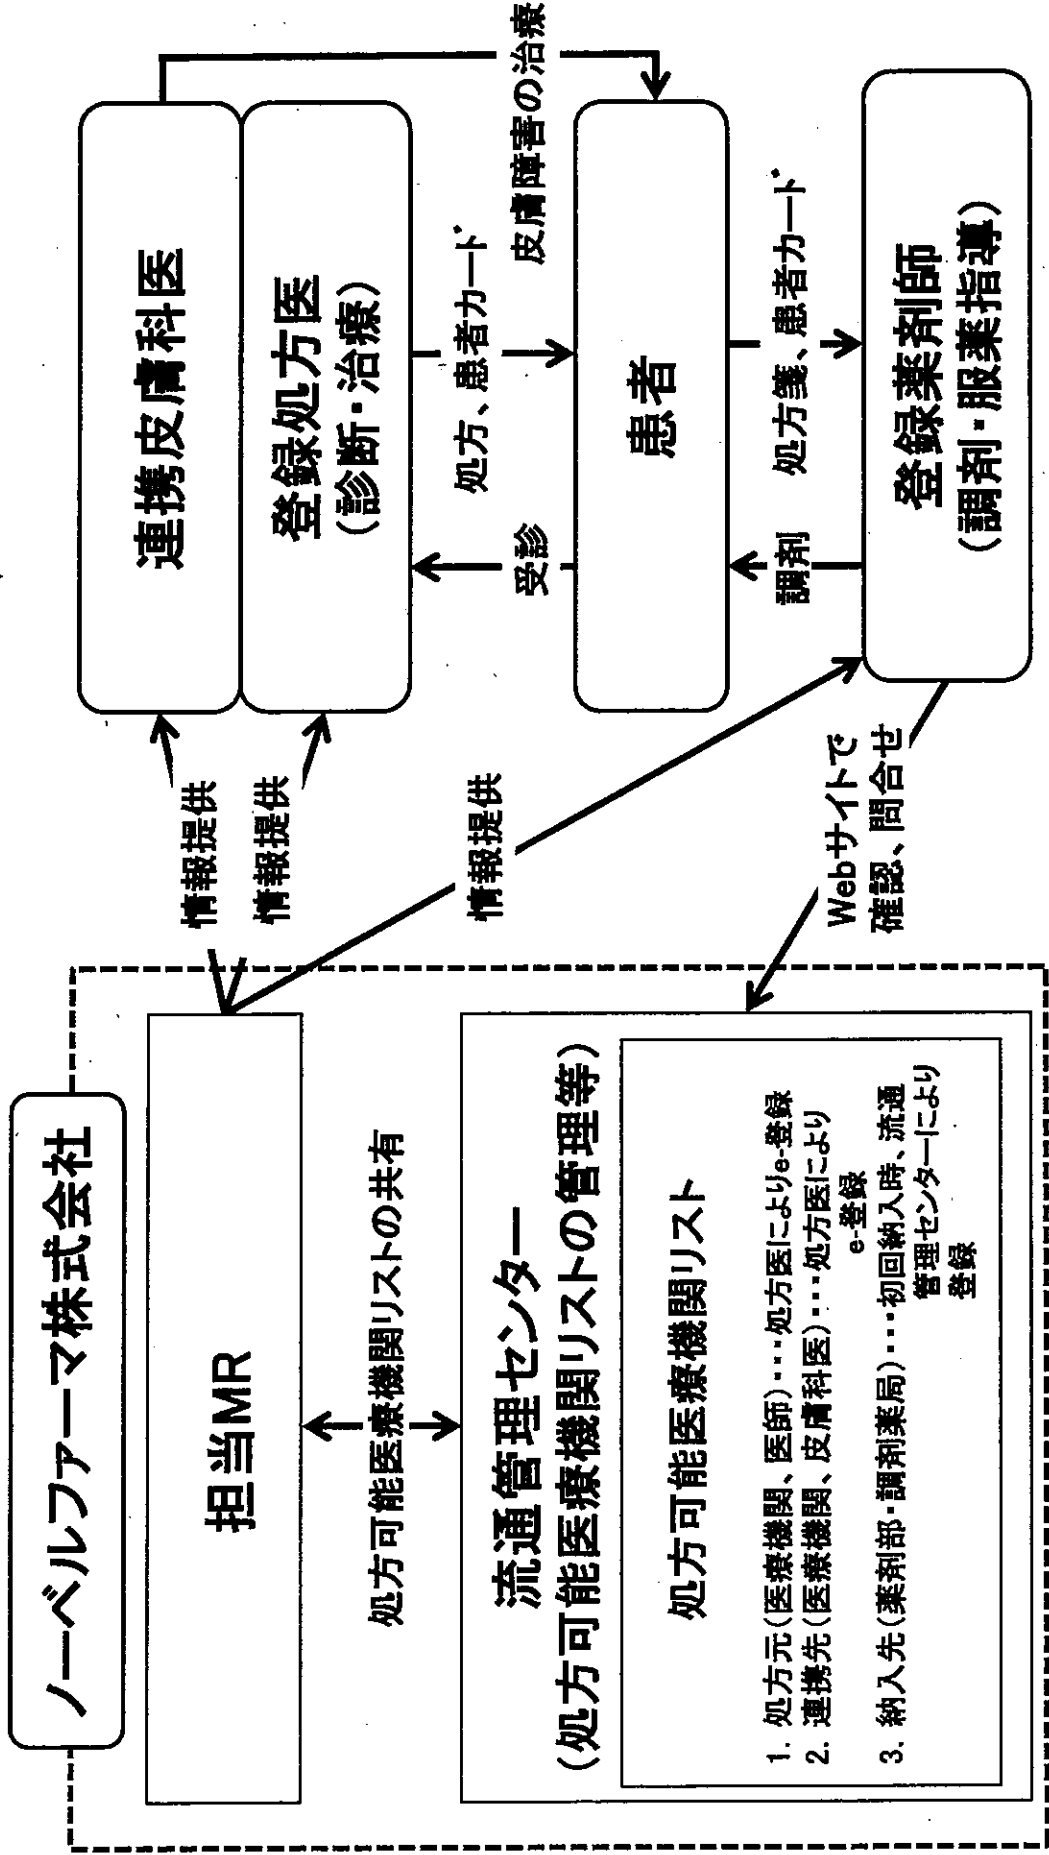 ノーベルファーマ株式会社
担当MR
処方可能医療機関リストの共有
流通管理センター
(処方可能医療機関リストの管理等)
処方可能医療機関リスト
1. 処方元(医療機関、医師)・・・処方医によりe-登録
2. 連携先(医療機関、皮膚科医)・・・処方医により
e-登録
3. 納入先(薬剤部・調剤薬局)・・・初回納入時、流通
管理センターにより
登録
情報提供
情報提供
情報提供
Webサイトで
確認、問合せ
連携皮膚科医
登録処方医
(診断・治療)
受診
処方、患者カード
皮膚障害の治療
患者
調剤
処方箋、患者カード
登録薬剤師
(調剤・服薬指導)